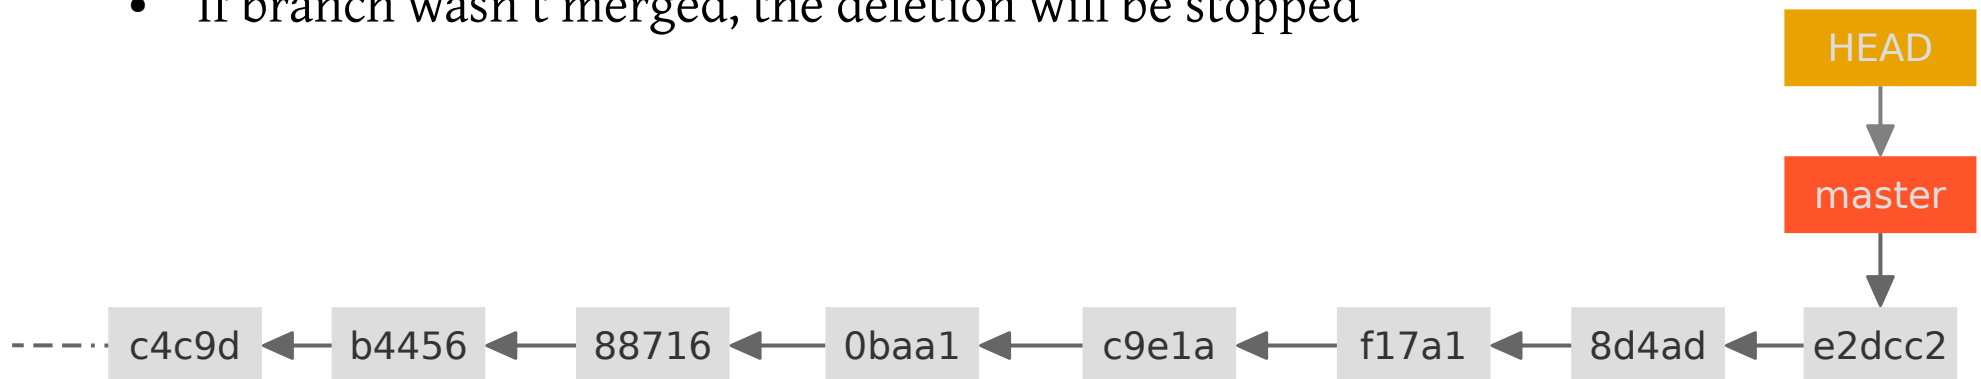 • If branch wasn't merged, the deletion will be stopped
HEAD
master
c4c9d b4456 88716 0baa1 c9e1a f17a1 8d4ad e2dcc2